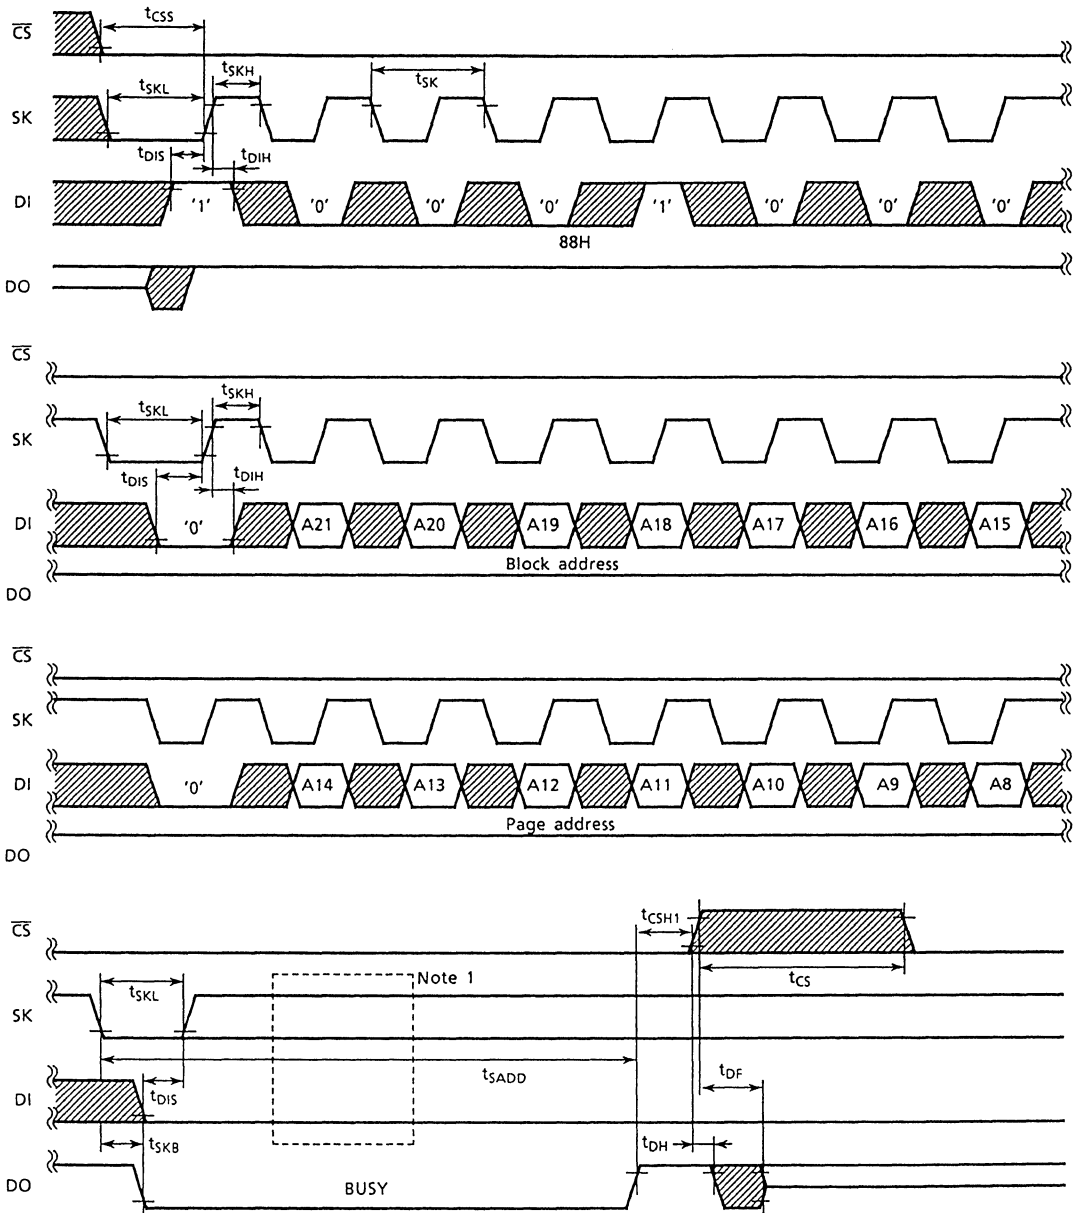 tCSS
CS
tSKH
tSK
tSKL
SK
tDIS
tDIH
DI '1' '0' '0' '0' '1' '0' '0' '0'
88H
DO
CS
tSKH
tSKL
SK
tDIS
tDIH
DI '0' A21 A20 A19 A18 A17 A16 A15
Block address
DO
CS
SK
DI '0' A14 A13 A12 A11 A10 A9 A8
Page address
DO
tCSH1
CS
tCS
Note 1
tSKL
SK
tSADD
tDF
DI
tDIS
tSKB
tDH
DO
BUSY